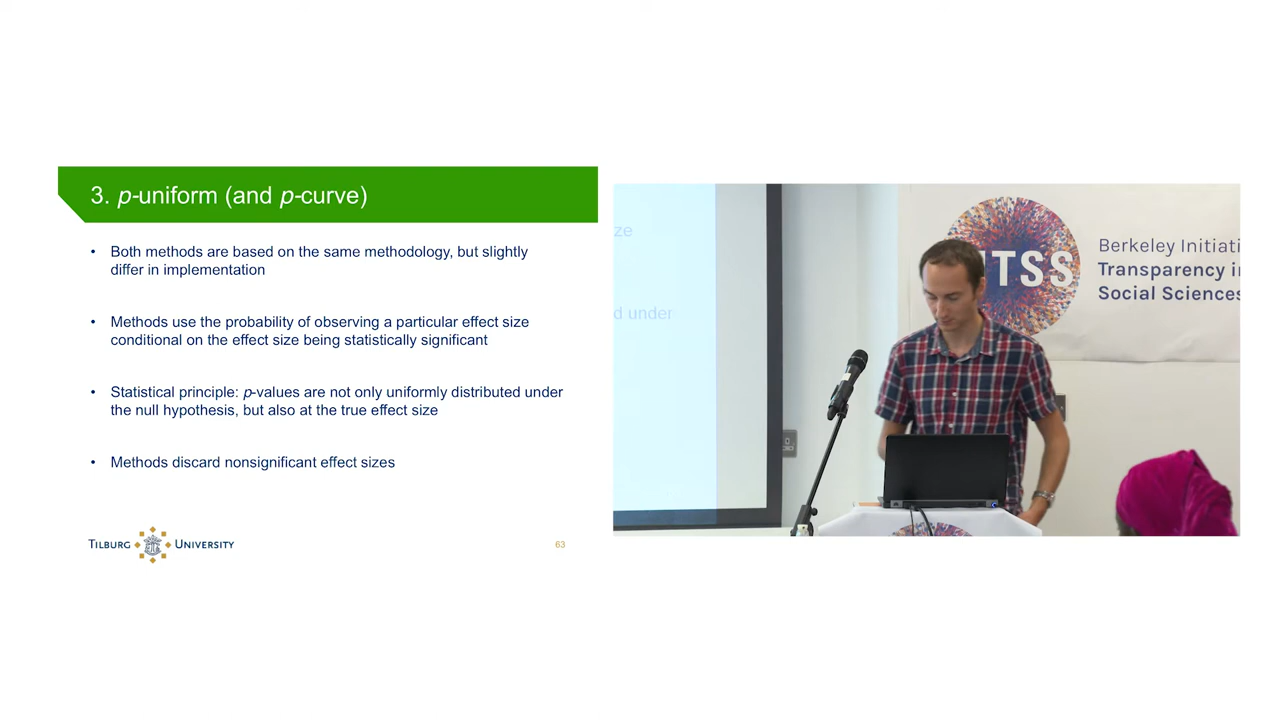 3. p-uniform (and p-curve)
• Both methods are based on the same methodology, but slightly
differ in implementation
• Methods use the probability of observing a particular effect size
conditional on the effect size being statistically significant
• Statistical principle: p-values are not only uniformly distributed under
the null hypothesis, but also at the true effect size
• Methods discard nonsignificant effect sizes
TILBURG UNIVERSITY
63
ze
d under
ITSS
Berkeley Initiati
Transparency in
Social Sciences